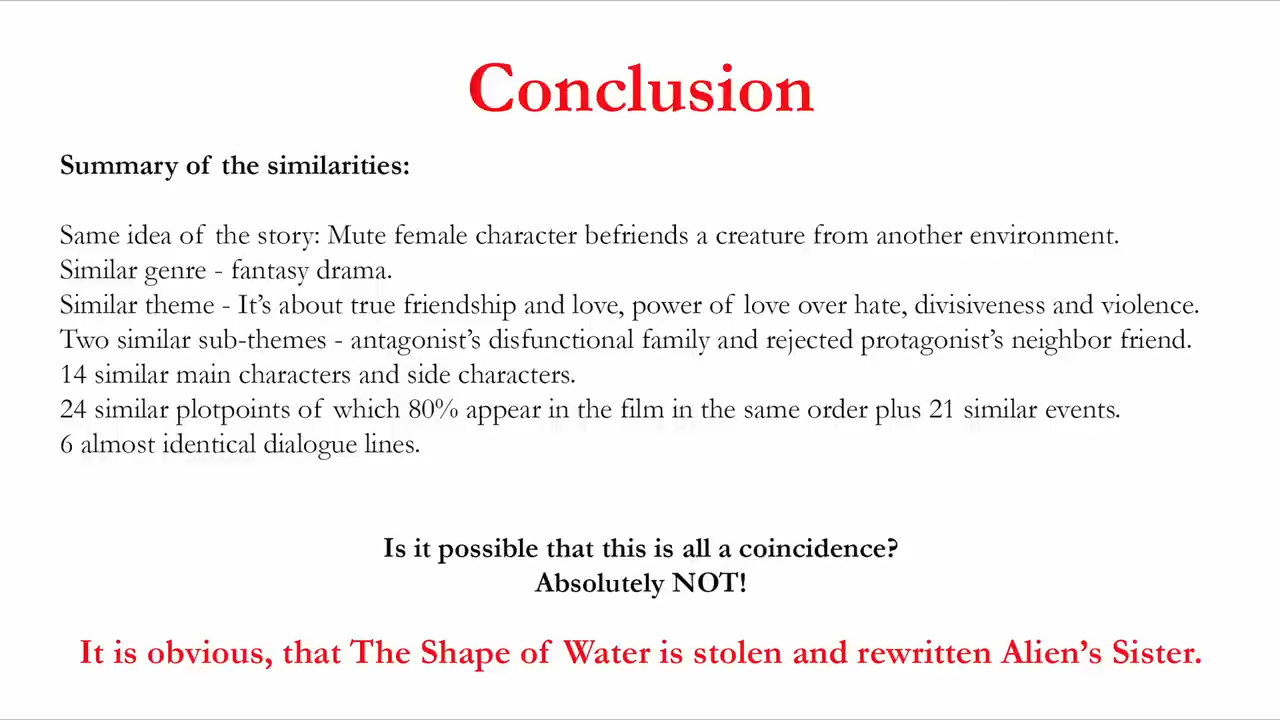 Conclusion
Summary of the similarities:
Same idea of the story: Mute female character befriends a creature from another environment.
Similar genre - fantasy drama.
Similar theme - It’s about true friendship and love, power of love over hate, divisiveness and violence.
Two similar sub-themes - antagonist’s disfunctional family and rejected protagonist’s neighbor friend.
14 similar main characters and side characters.
24 similar plotpoints of which 80% appear in the film in the same order plus 21 similar events.
6 almost identical dialogue lines.
Is it possible that this is all a coincidence?
Absolutely NOT!
It is obvious, that The Shape of Water is stolen and rewritten Alien’s Sister.